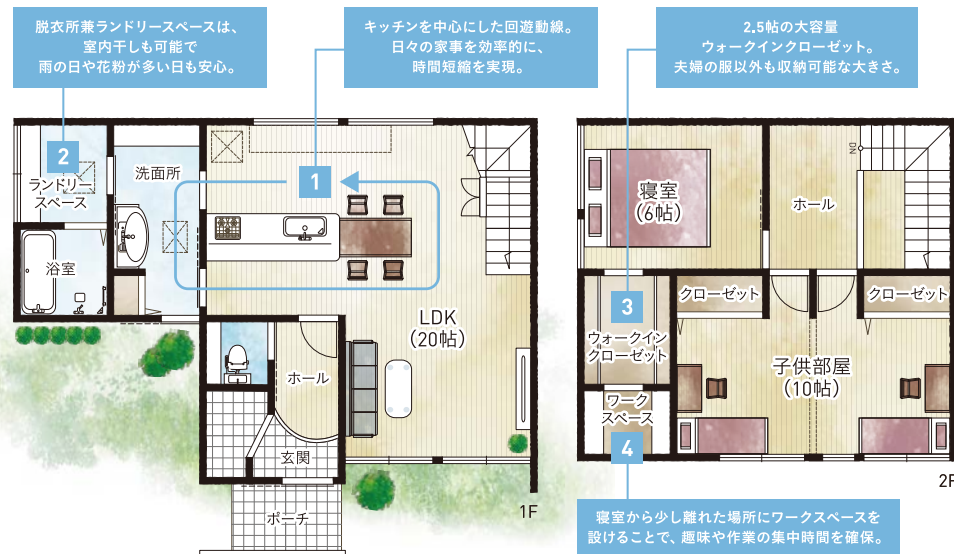 脱衣所兼ランドリースペースは、
室内干しも可能で
雨の日や花粉が多い日も安心。
キッチンを中心にした回遊動線。
日々の家事を効率的に、
時間短縮を実現。
2.5帖の大容量
ウォークインクローゼット。
夫婦の服以外も収納可能な大きさ。
2
ランドリー
スペース
洗面所
1
浴室
LDK
(20帖)
ホール
玄関
ポーチ
1F
寝室
(6帖)
ホール
DN
3
ウォークイン
クローゼット
クローゼット
クローゼット
子供部屋
(10帖)
ワーク
スペース
4
2F
寝室から少し離れた場所にワークスペースを
設けることで、趣味や作業の集中時間を確保。